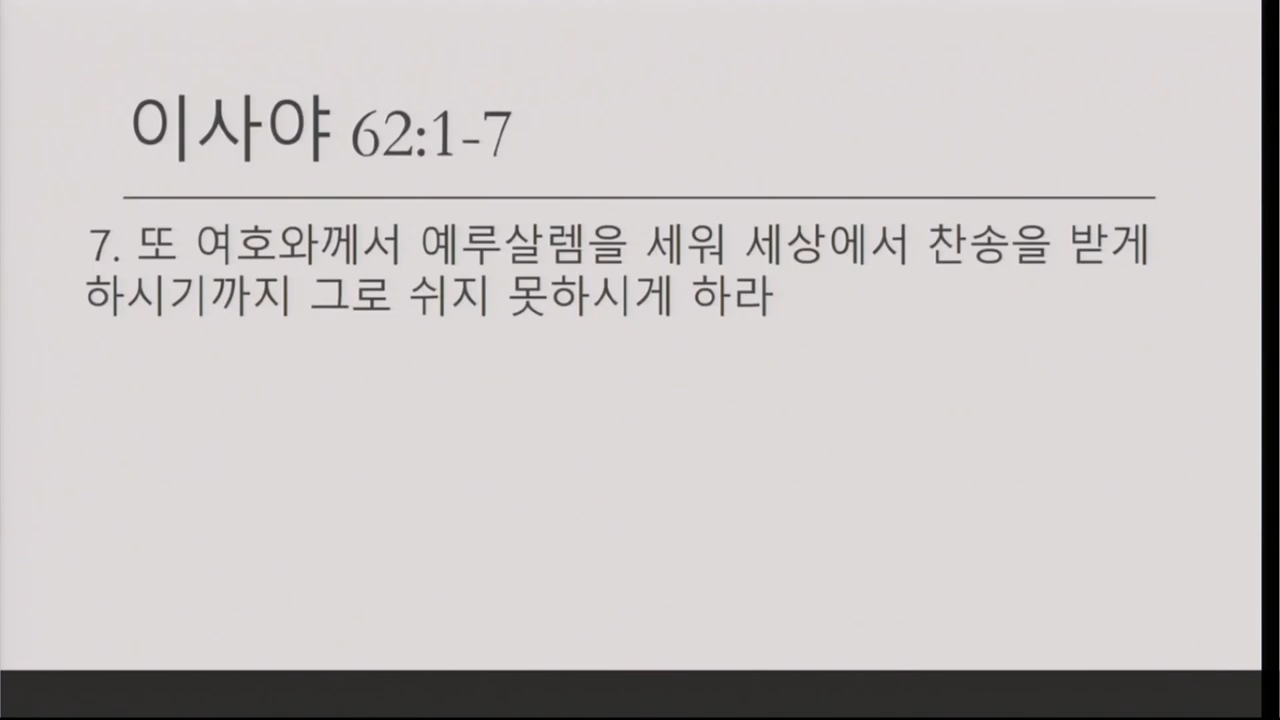 이사야 62:1-7
7. 또 여호와께서 예루살렘을 세워 세상에서 찬송을 받게
하시기까지 그로 쉬지 못하시게 하라